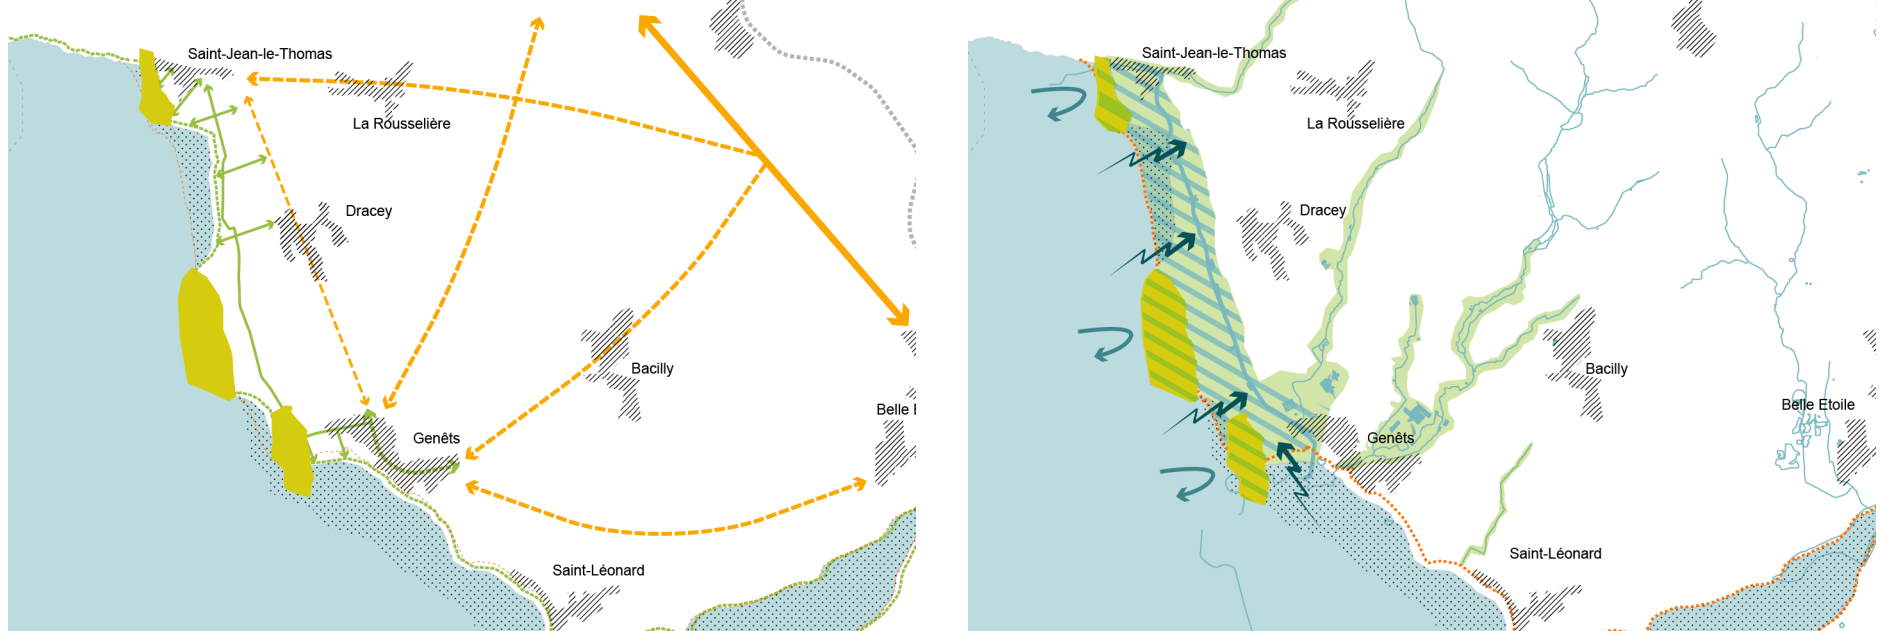 Saint-Jean-le-Thomas
La Rousselière
Dracey
Bacilly
Belle E
Genêts
Saint-Léonard
Saint-Jean-le-Thomas
La Rousselière
Dracey
Bacilly
Belle Etoile
Genêts
Saint-Léonard